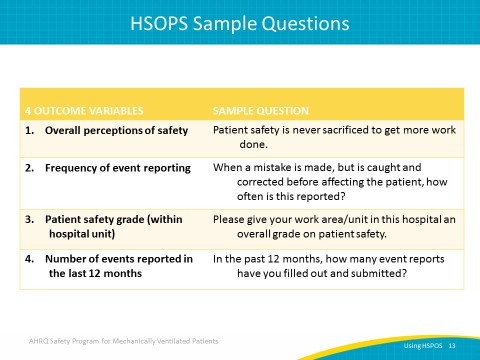 HSOPS Sample Questions
4 OUTCOME VARIABLES
SAMPLE QUESTION
1. Overall perceptions of safety
Patient safety is never sacrificed to get more work
done.
2. Frequency of event reporting
When a mistake is made, but is caught and
corrected before affecting the patient, how
often is this reported?
3. Patient safety grade (within
hospital unit)
Please give your work area/unit in this hospital an
overall grade on patient safety.
4. Number of events reported in
the last 12 months
In the past 12 months, how many event reports
have you filled out and submitted?
AHRQ Safety Program for Mechanically Ventilated Patients
Using HSPOS 13